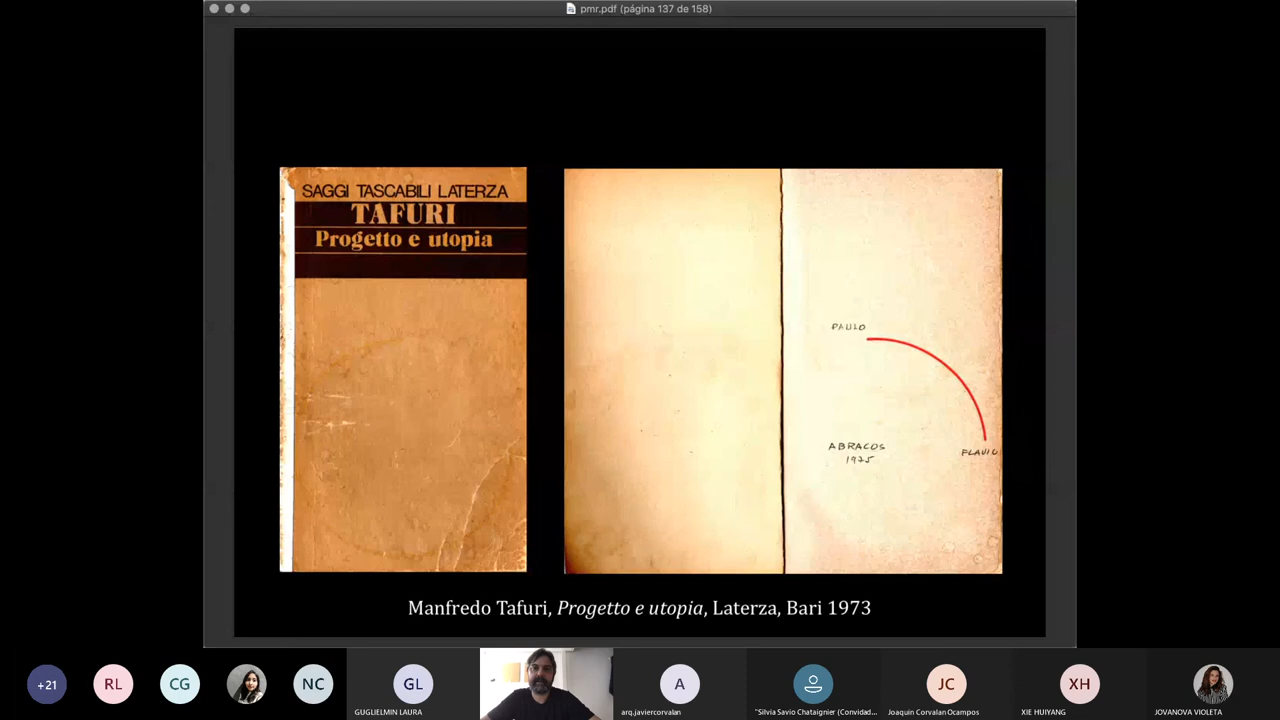 pmr.pdf (página 137 de 158)
SAGGI TASCABILI LATERZA
TAFURI
Progetto e utopia
PAULO
ABRACOS
1975
FLAVIO
Manfredo Tafuri, Progetto e utopia, Laterza, Bari 1973
+21
RL
CG
NC
GL
GUGLIELMIN LAURA
A
arq.javiercorvalan
"Silvia Savio Chataignier (Convidad...
JC
Joaquin Corvalan Ocampos
XH
XIE HUIYANG
JOVANOVA VIOLETA